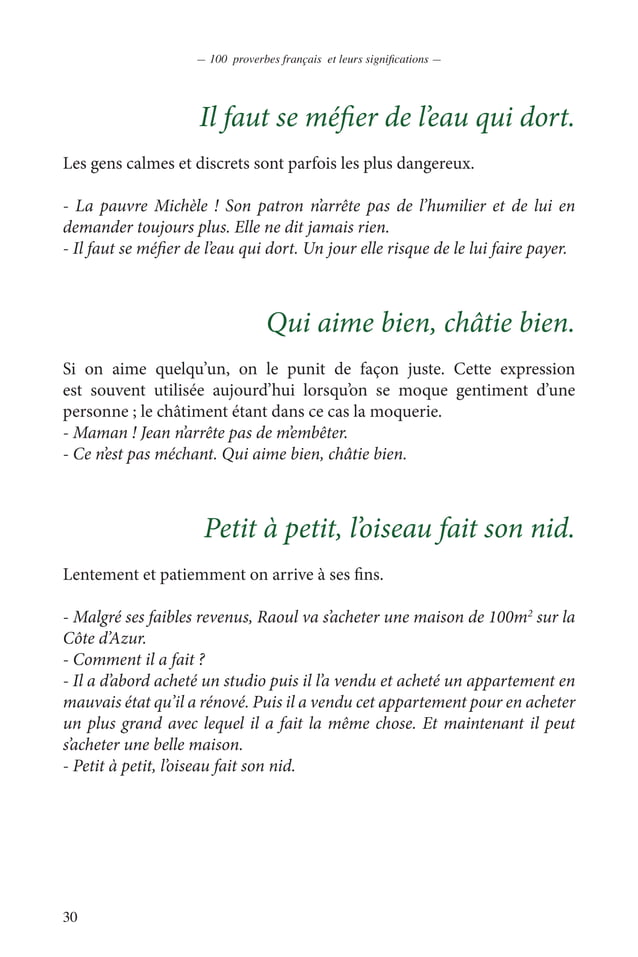 — 100 proverbes français et leurs significations —
Il faut se méfier de l’eau qui dort.
Les gens calmes et discrets sont parfois les plus dangereux.
- La pauvre Michèle ! Son patron n’arrête pas de l’humilier et de lui en
demander toujours plus. Elle ne dit jamais rien.
- Il faut se méfier de l’eau qui dort. Un jour elle risque de le lui faire payer.
Qui aime bien, châtie bien.
Si on aime quelqu’un, on le punit de façon juste. Cette expression
est souvent utilisée aujourd’hui lorsqu’on se moque gentiment d’une
personne ; le châtiment étant dans ce cas la moquerie.
- Maman ! Jean n’arrête pas de m’embêter.
- Ce n’est pas méchant. Qui aime bien, châtie bien.
Petit à petit, l’oiseau fait son nid.
Lentement et patiemment on arrive à ses fins.
- Malgré ses faibles revenus, Raoul va s’acheter une maison de 100m² sur la
Côte d’Azur.
- Comment il a fait ?
- Il a d’abord acheté un studio puis il l’a vendu et acheté un appartement en
mauvais état qu’il a rénové. Puis il a vendu cet appartement pour en acheter
un plus grand avec lequel il a fait la même chose. Et maintenant il peut
s’acheter une belle maison.
- Petit à petit, l’oiseau fait son nid.
30